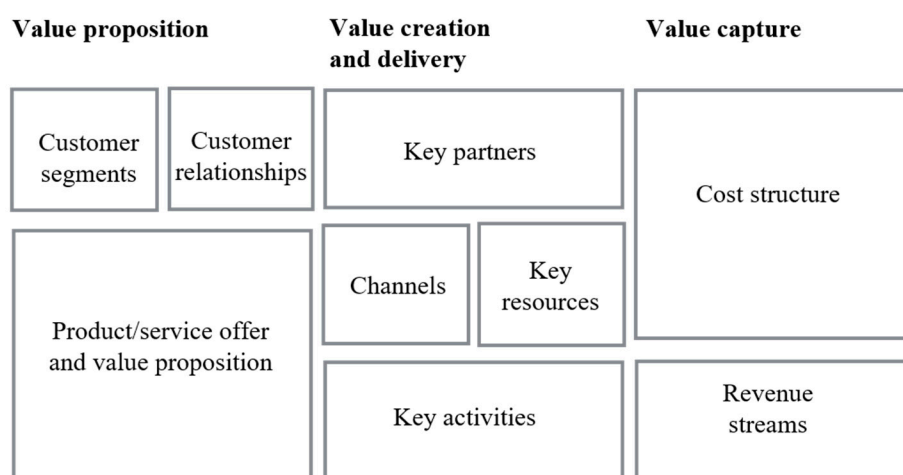 Value proposition
Value creation
and delivery
Value capture
Customer
segments
Customer
relationships
Product/service offer
and value proposition
Key partners
Channels
Key
resources
Key activities
Cost structure
Revenue
streams